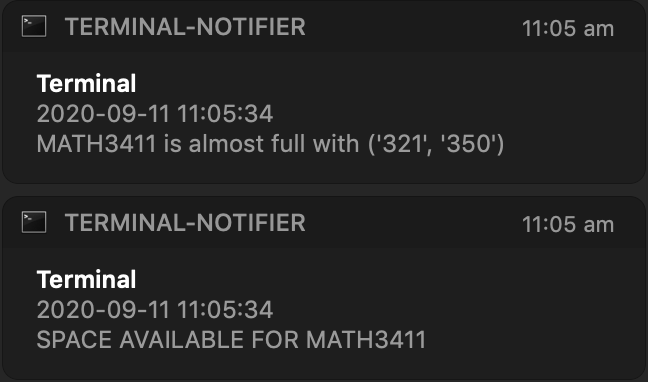 TERMINAL-NOTIFIER 11:05 am
Terminal
2020-09-11 11:05:34
MATH3411 is almost full with ('321', '350')
TERMINAL-NOTIFIER 11:05 am
Terminal
2020-09-11 11:05:34
SPACE AVAILABLE FOR MATH3411